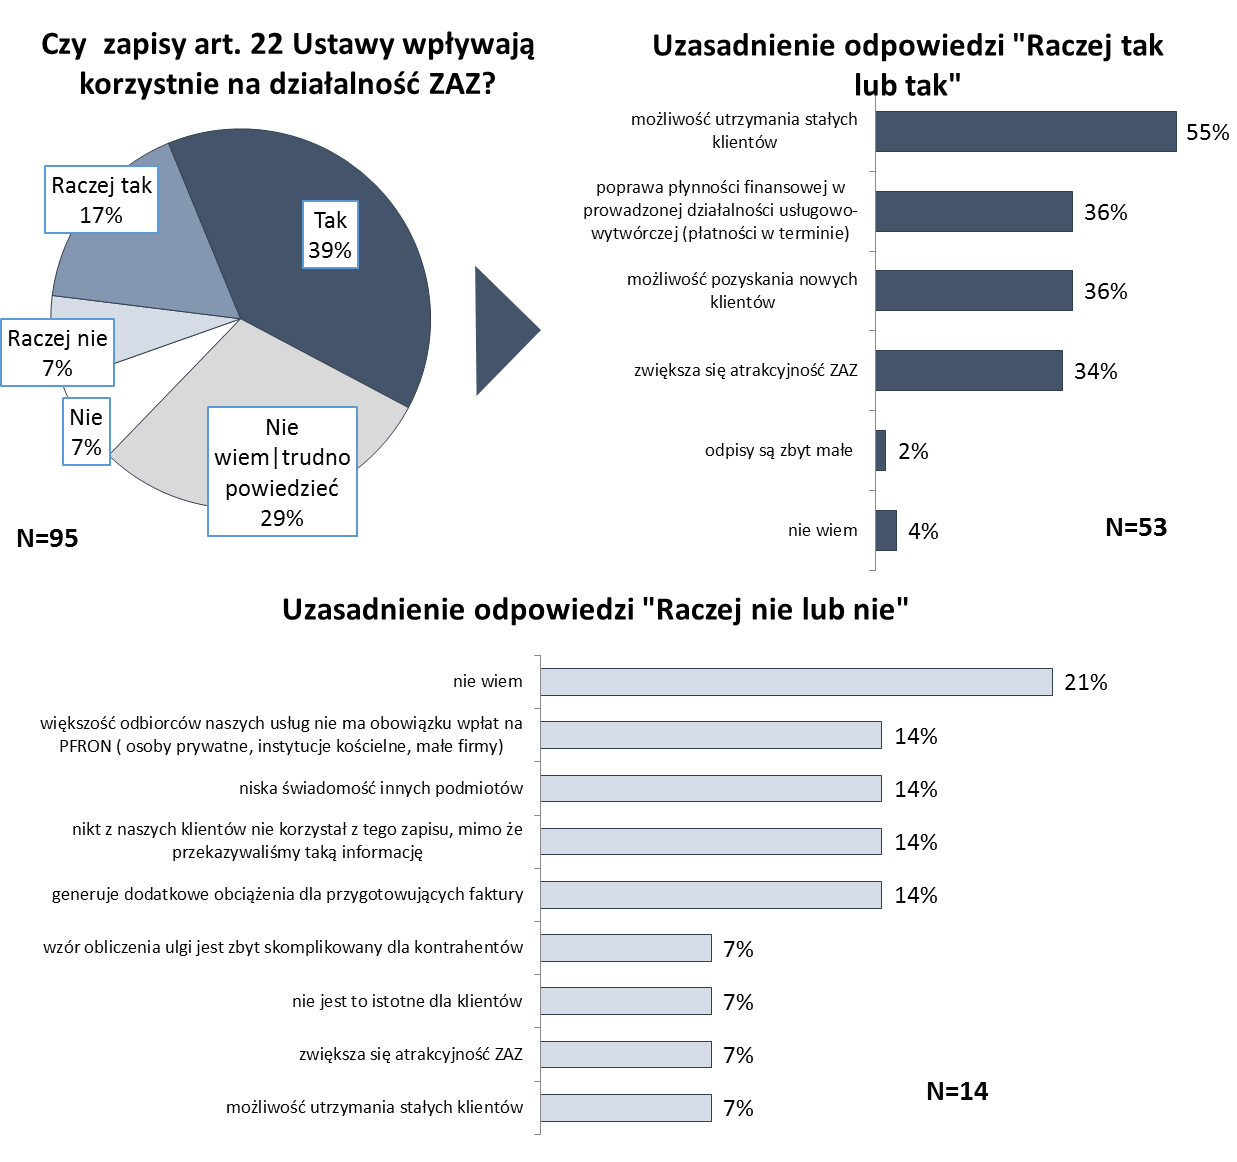 Czy  zapisy art. 22 Ustawy wpływają
korzystnie na działalność ZAZ?
Raczej tak
17%
Tak
39%
Raczej nie
7%
Nie
7%
Nie
wiem|trudno
powiedzieć
29%
N=95
Uzasadnienie odpowiedzi "Raczej tak
lub tak"
możliwość utrzymania stałych
klientów
55%
poprawa płynności finansowej w
prowadzonej działalności usługowo-
wytwórczej (płatności w terminie)
36%
możliwość pozyskania nowych
klientów
36%
zwiększa się atrakcyjność ZAZ
34%
odpisy są zbyt małe
2%
nie wiem
4%
N=53
Uzasadnienie odpowiedzi "Raczej nie lub nie"
nie wiem
21%
większość odbiorców naszych usług nie ma obowiązku wpłat na
PFRON ( osoby prywatne, instytucje kościelne, małe firmy)
14%
niska świadomość innych podmiotów
14%
nikt z naszych klientów nie korzystał z tego zapisu, mimo że
przekazywaliśmy taką informację
14%
generuje dodatkowe obciążenia dla przygotowujących faktury
14%
wzór obliczenia ulgi jest zbyt skomplikowany dla kontrahentów
7%
nie jest to istotne dla klientów
7%
zwiększa się atrakcyjność ZAZ
7%
możliwość utrzymania stałych klientów
7%
N=14